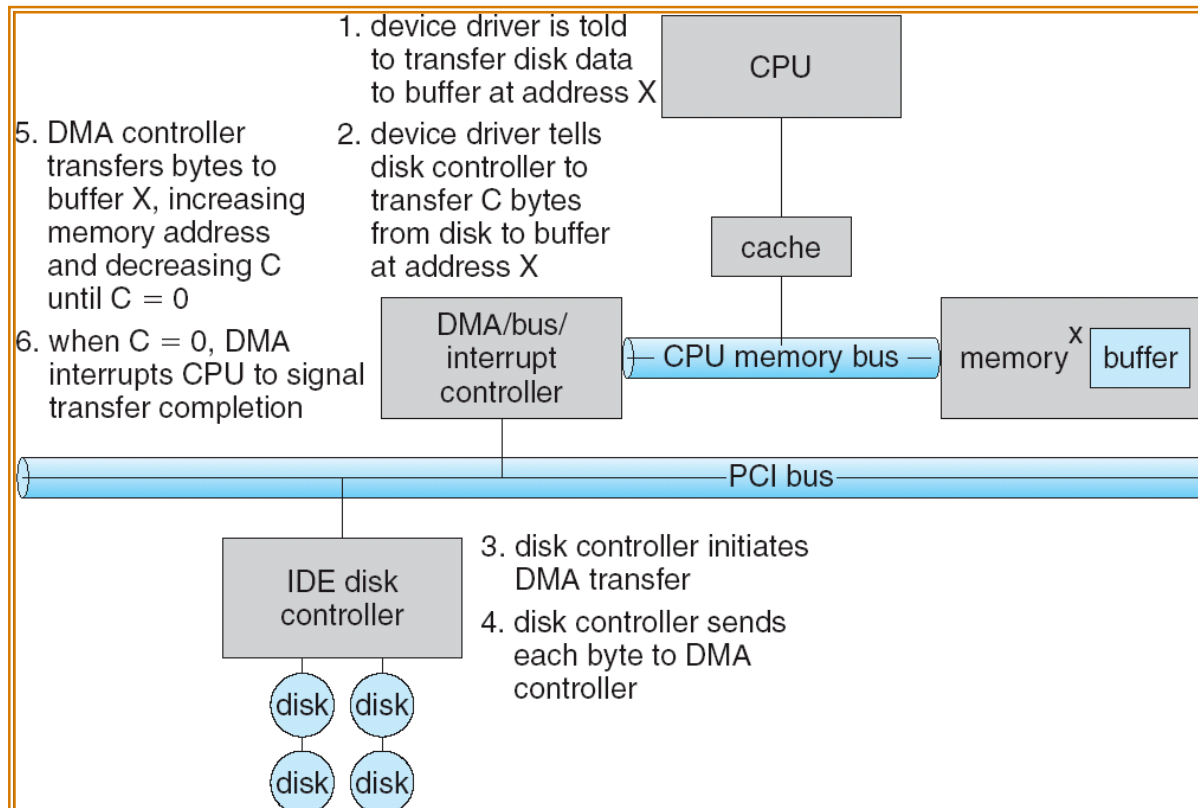 1. device driver is told
to transfer disk data
to buffer at address X
CPU
5. DMA controller
transfers bytes to
buffer X, increasing
memory address
and decreasing C
until C = 0
2. device driver tells
disk controller to
transfer C bytes
from disk to buffer
at address X
cache
DMA/bus/
interrupt
controller
CPU memory bus
memory
X
buffer
6. when C = 0, DMA
interrupts CPU to signal
transfer completion
PCI bus
IDE disk
controller
3. disk controller initiates
DMA transfer
4. disk controller sends
each byte to DMA
controller
disk
disk
disk
disk